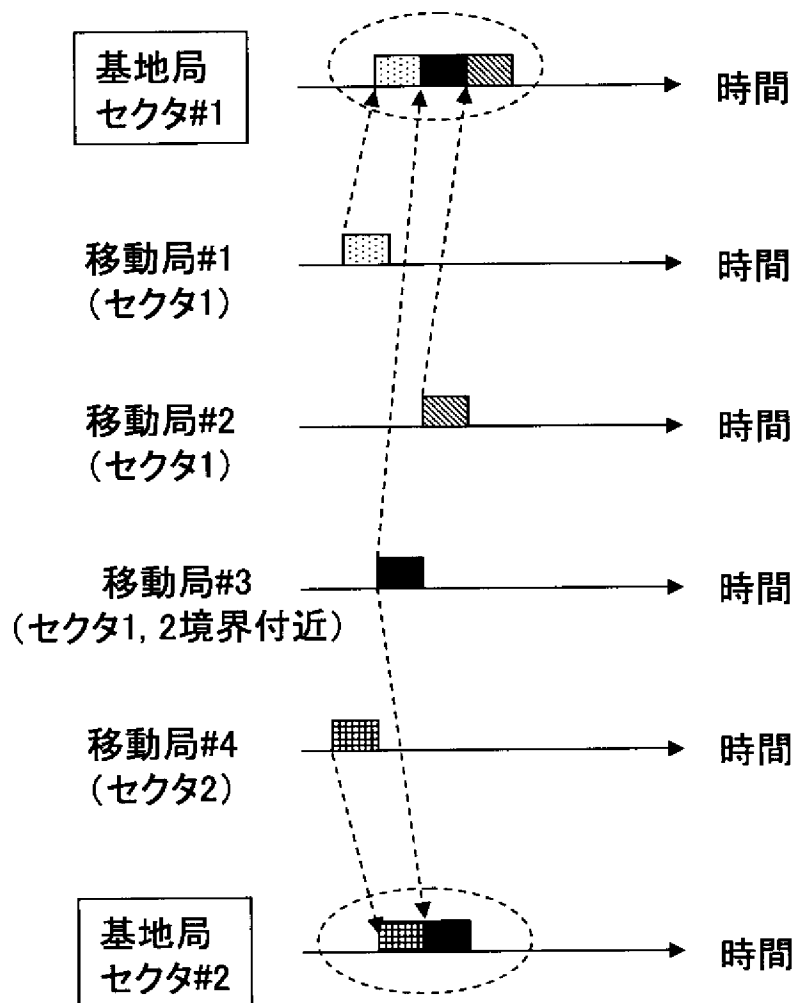 基地局
セクタ#1
時間
移動局#1
(セクタ1)
時間
移動局#2
(セクタ1)
時間
移動局#3
(セクタ1, 2境界付近)
時間
移動局#4
(セクタ2)
時間
基地局
セクタ#2
時間